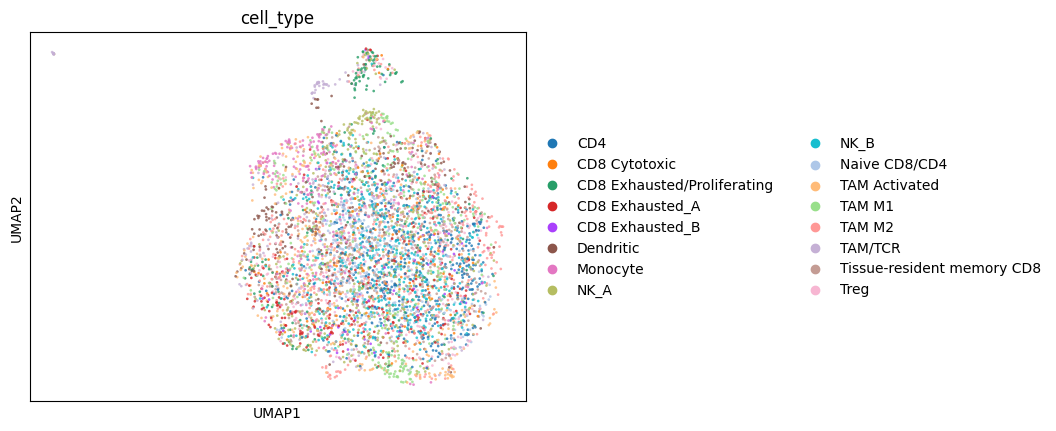 cell_type
UMAP2
UMAP1
CD4
CD8 Cytotoxic
CD8 Exhausted/Proliferating
CD8 Exhausted_A
CD8 Exhausted_B
Dendritic
Monocyte
NK_A
NK_B
Naive CD8/CD4
TAM Activated
TAM M1
TAM M2
TAM/TCR
Tissue-resident memory CD8
Treg